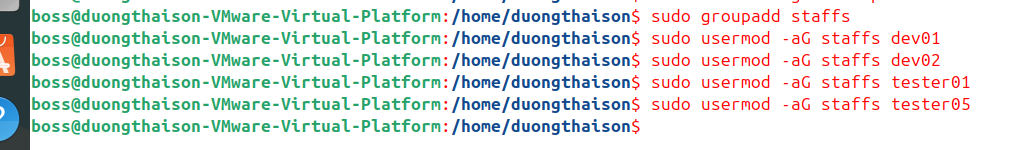 boss@duongthaison-VMware-Virtual-Platform:/home/duongthaison$ sudo groupadd staffs
boss@duongthaison-VMware-Virtual-Platform:/home/duongthaison$ sudo usermod -aG staffs dev01
boss@duongthaison-VMware-Virtual-Platform:/home/duongthaison$ sudo usermod -aG staffs dev02
boss@duongthaison-VMware-Virtual-Platform:/home/duongthaison$ sudo usermod -aG staffs tester01
boss@duongthaison-VMware-Virtual-Platform:/home/duongthaison$ sudo usermod -aG staffs tester05
boss@duongthaison-VMware-Virtual-Platform:/home/duongthaison$